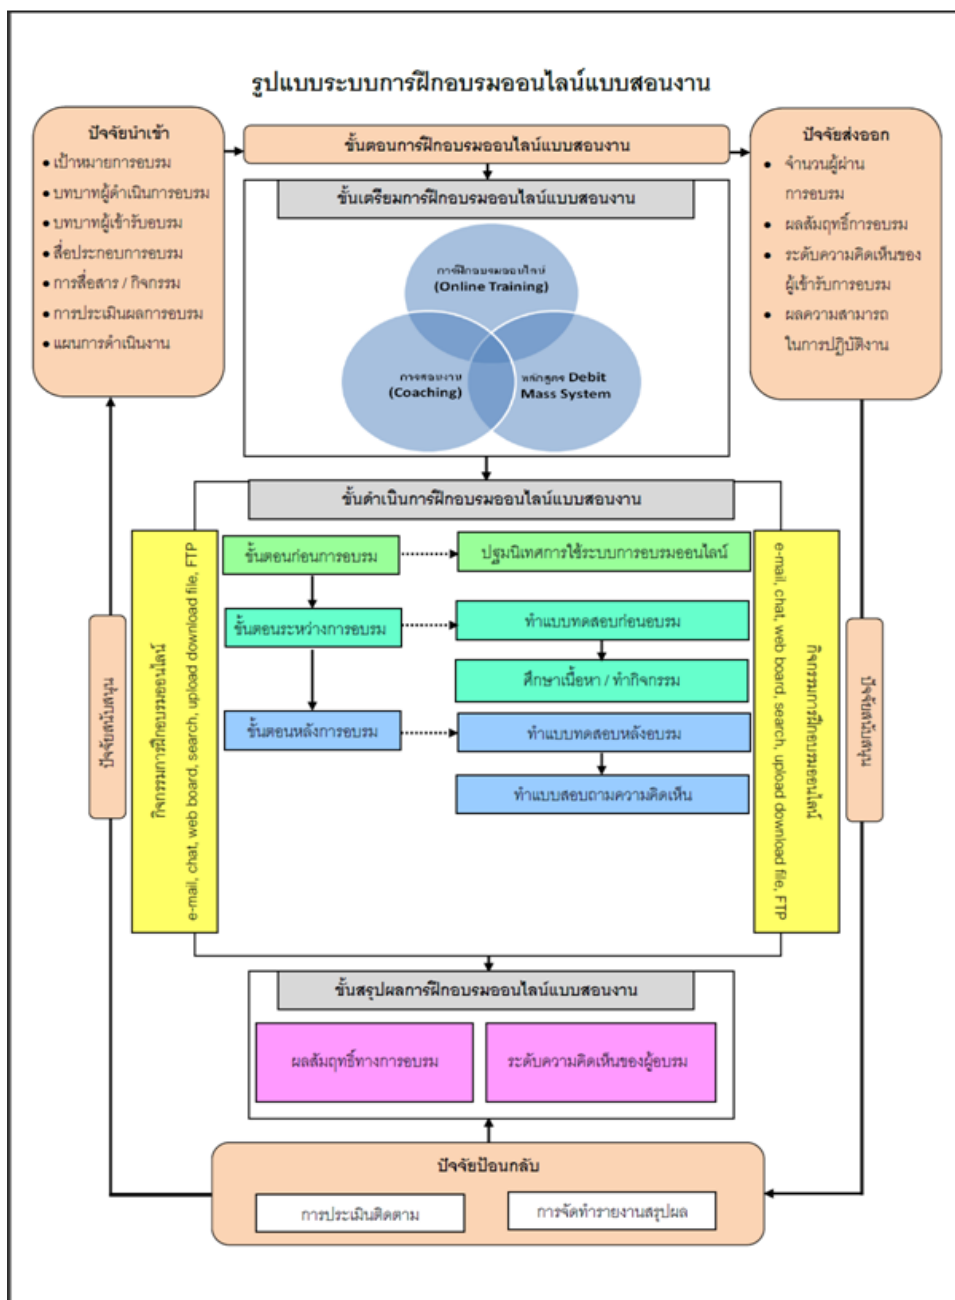 รูปแบบระบบการฝึกอบรมออนไลน์แบบสอนงาน
ปัจจัยนำเข้า
● เป้าหมายการอบรม
● บทบาทผู้ดำเนินการอบรม
● บทบาทผู้เข้ารับอบรม
● สื่อประกอบการอบรม
● การสื่อสาร / กิจกรรม
● การประเมินผลการอบรม
● แผนการดำเนินงาน
ขั้นตอนการฝึกอบรมออนไลน์แบบสอนงาน
ปัจจัยส่งออก
● จำนวนผู้ผ่าน
การอบรม
● ผลสัมฤทธิ์การอบรม
● ระดับความคิดเห็นของ
ผู้เข้ารับการอบรม
● ผลความสามารถ
ในการปฏิบัติงาน
ขั้นเตรียมการฝึกอบรมออนไลน์แบบสอนงาน
การฝึกอบรมออนไลน์
(Online Training)
การสอนงาน
(Coaching)
หลักสูตร Debit
Mass System
ขั้นดำเนินการฝึกอบรมออนไลน์แบบสอนงาน
ปัจจัยสนับสนุน
กิจกรรมการฝึกอบรมออนไลน์
e-mail, chat, web board, search, upload download file, FTP
ขั้นตอนก่อนการอบรม
ปฐมนิเทศการใช้ระบบการอบรมออนไลน์
ขั้นตอนระหว่างการอบรม
ทำแบบทดสอบก่อนอบรม
ศึกษาเนื้อหา / ทำกิจกรรม
ขั้นตอนหลังการอบรม
ทำแบบทดสอบหลังอบรม
ทำแบบสอบถามความคิดเห็น
กิจกรรมการฝึกอบรมออนไลน์
e-mail, chat, web board, search, upload download file, FTP
ปัจจัยสนับสนุน
ขั้นสรุปผลการฝึกอบรมออนไลน์แบบสอนงาน
ผลสัมฤทธิ์ทางการอบรม
ระดับความคิดเห็นของผู้อบรม
ปัจจัยป้อนกลับ
การประเมินติดตาม
การจัดทำรายงานสรุปผล